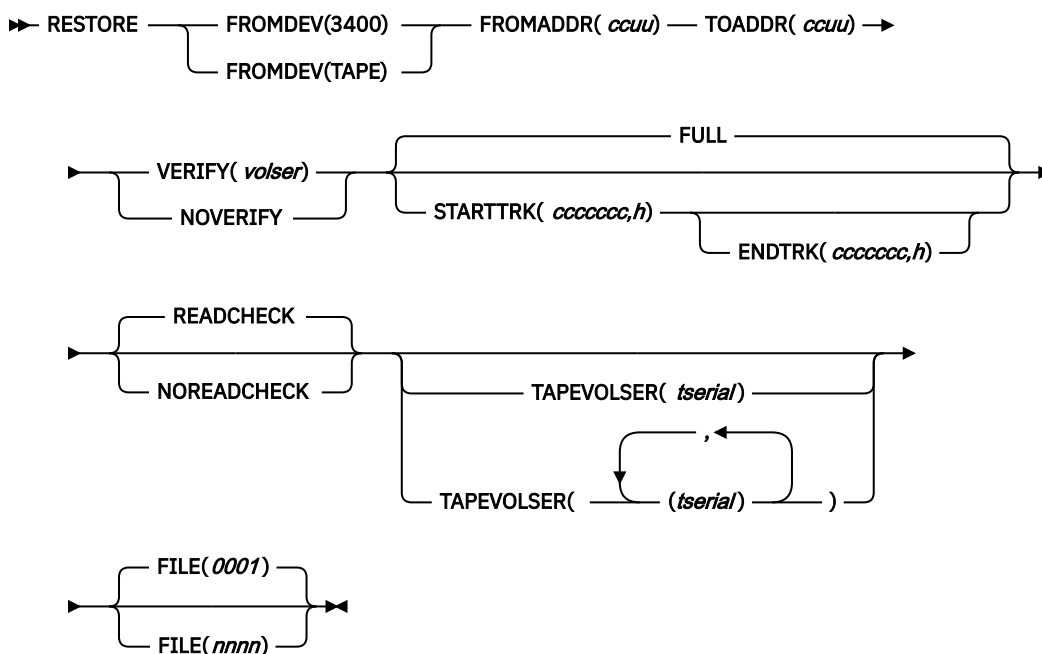 RESTORE FROMDEV(3400) FROMADDR( ccuu) TOADDR( ccuu)
FROMDEV(TAPE)
FULL
VERIFY( volser)
NOVERIFY
STARTTRK( ccccccc,h)
ENDTRK( ccccccc,h)
READCHECK
NOREADCHECK
TAPEVOLSER( tserial)
,
TAPEVOLSER( (tserial) )
FILE( 0001)
FILE( nnnn)